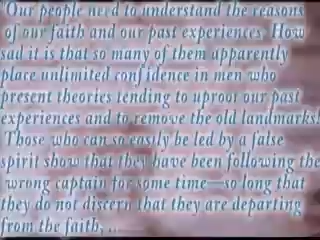 'Our people need to understand the reasons
of our faith and our past experiences. How
sad it is that so many of them apparently
place unlimited confidence in men who
present theories tending to uproot our past
experiences and to remove the old landmarks!
Those who can so easily be led by a false
spirit show that they have been following the
wrong captain for some time—so long that
they do not discern that they are departing
from the faith, ......